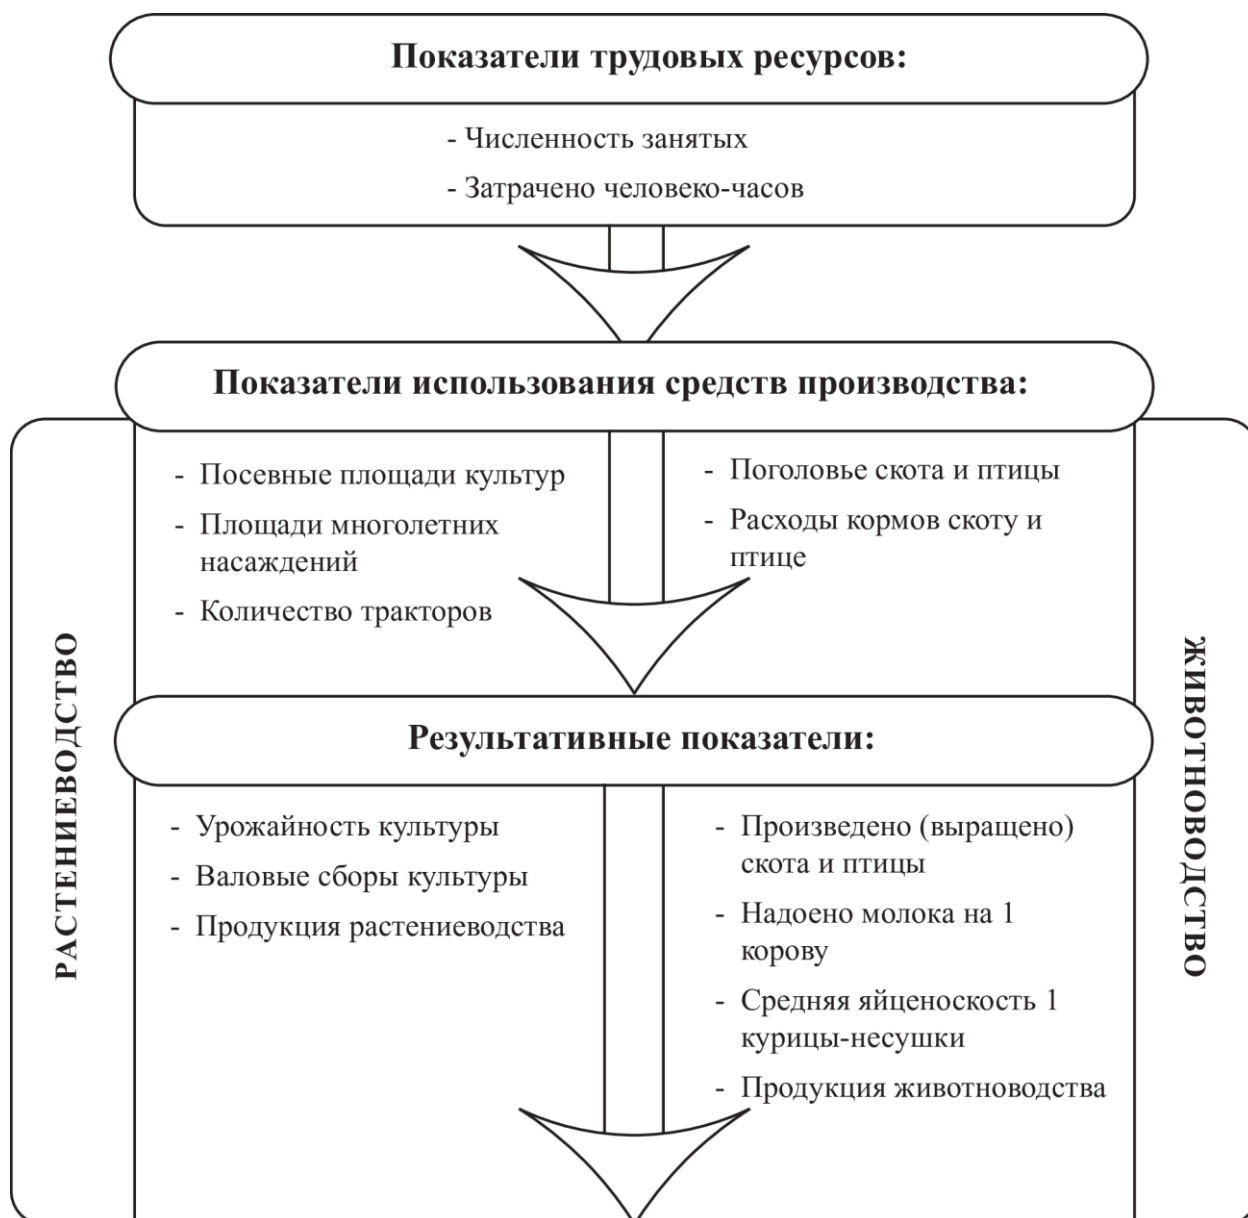 Показатели трудовых ресурсов:
- Численность занятых
- Затрачено человеко-часов
Показатели использования средств производства:
РАСТЕНИЕВОДСТВО
- Посевные площади культур
- Площади многолетних
насаждений
- Количество тракторов
- Поголовье скота и птицы
- Расходы кормов скоту и
птице
ЖИВОТНОВОДСТВО
Результативные показатели:
- Урожайность культуры
- Валовые сборы культуры
- Продукция растениеводства
- Произведено (выращено)
скота и птицы
- Надоено молока на 1
корову
- Средняя яйценоскость 1
курицы-несушки
- Продукция животноводства